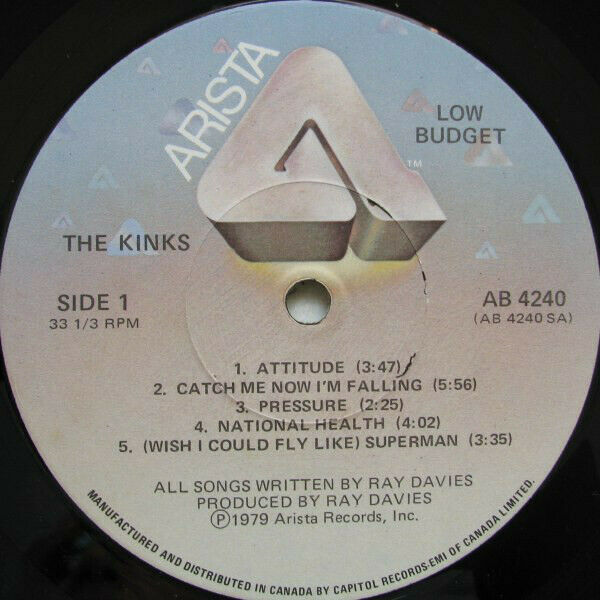 ARISTA
TM
LOW
BUDGET
THE KINKS
SIDE 1
33 1/3 RPM
AB 4240
(AB 4240 SA)
1. ATTITUDE (3:47)
2. CATCH ME NOW I'M FALLING (5:56)
3. PRESSURE (2:25)
4. NATIONAL HEALTH (4:02)
5. (WISH I COULD FLY LIKE) SUPERMAN (3:35)
ALL SONGS WRITTEN BY RAY DAVIES
PRODUCED BY RAY DAVIES
Ⓟ1979 Arista Records, Inc.
MANUFACTURED AND DISTRIBUTED IN CANADA BY CAPITOL RECORDS-EMI OF CANADA LIMITED.